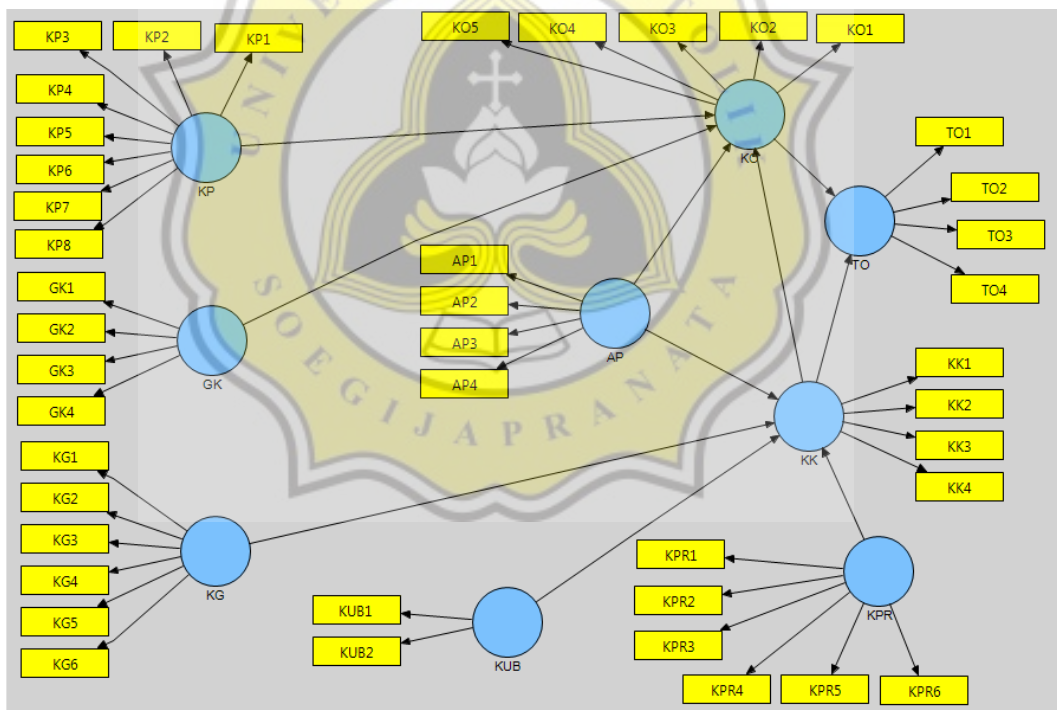 KP3
KP2
KP1
KP4
KP5
KP6
KP7
KP8
KP
KO5
KO4
KO3
KO2
KO1
KO
TO1
TO2
TO3
TO4
TO
GK1
GK2
GK3
GK4
GK
AP1
AP2
AP3
AP4
AP
KK1
KK2
KK3
KK4
KK
KG1
KG2
KG3
KG4
KG5
KG6
KG
KUB1
KUB2
KUB
KPR1
KPR2
KPR3
KPR4
KPR5
KPR6
KPR
SOEGIJAPRANATA